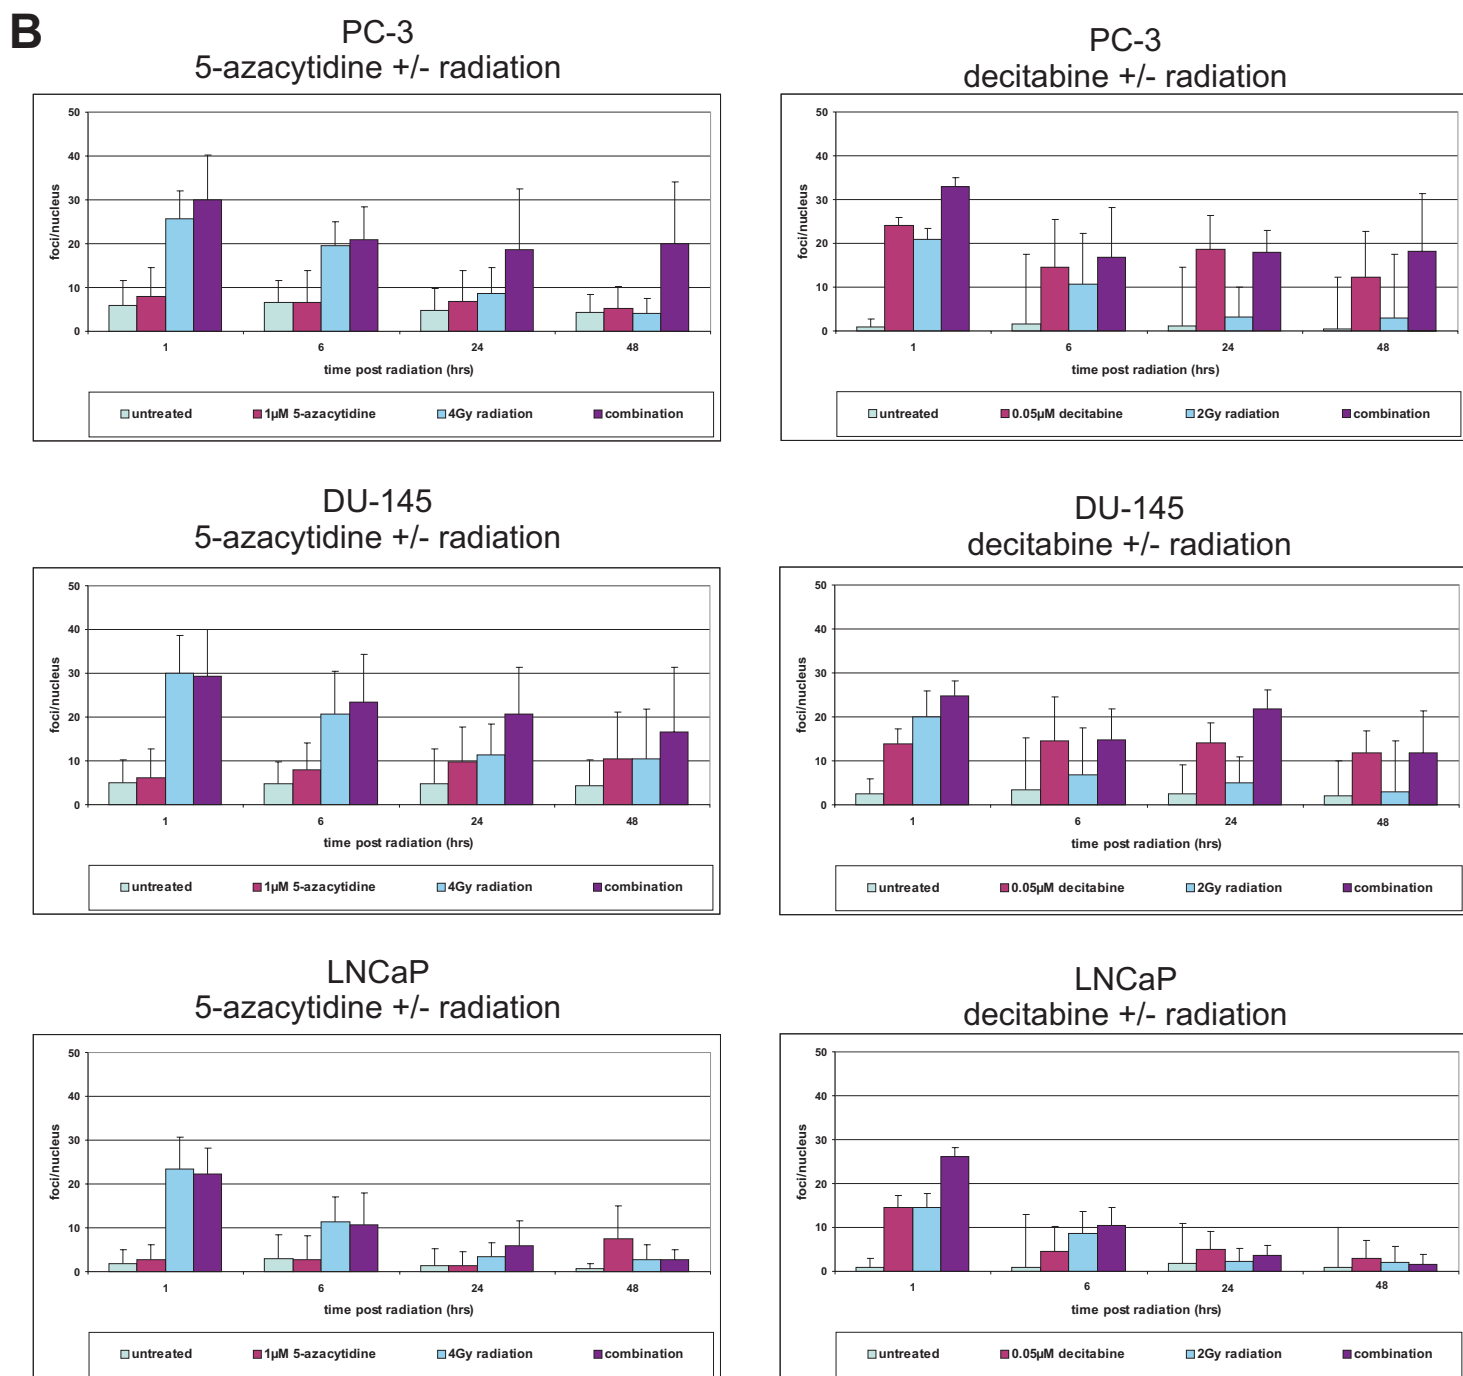 B
PC-3
5-azacytidine +/- radiation
50
40
30
20
10
0
foci/nucleus
1 6 24 48
time post radiation (hrs)
untreated 1µM 5-azacytidine 4Gy radiation combination
PC-3
decitabine +/- radiation
50
40
30
20
10
0
foci/nucleus
1 6 24 48
time post radiation (hrs)
untreated 0.05µM decitabine 2Gy radiation combination
DU-145
5-azacytidine +/- radiation
50
40
30
20
10
0
foci/nucleus
1 6 24 48
time post radiation (hrs)
untreated 1µM 5-azacytidine 4Gy radiation combination
DU-145
decitabine +/- radiation
50
40
30
20
10
0
foci/nucleus
1 6 24 48
time post radiation (hrs)
untreated 0.05µM decitabine 2Gy radiation combination
LNCaP
5-azacytidine +/- radiation
50
40
30
20
10
0
foci/nucleus
1 6 24 48
time post radiation (hrs)
untreated 1µM 5-azacytidine 4Gy radiation combination
LNCaP
decitabine +/- radiation
50
40
30
20
10
0
foci/nucleus
1 6 24 48
time post radiation (hrs)
untreated 0.05µM decitabine 2Gy radiation combination